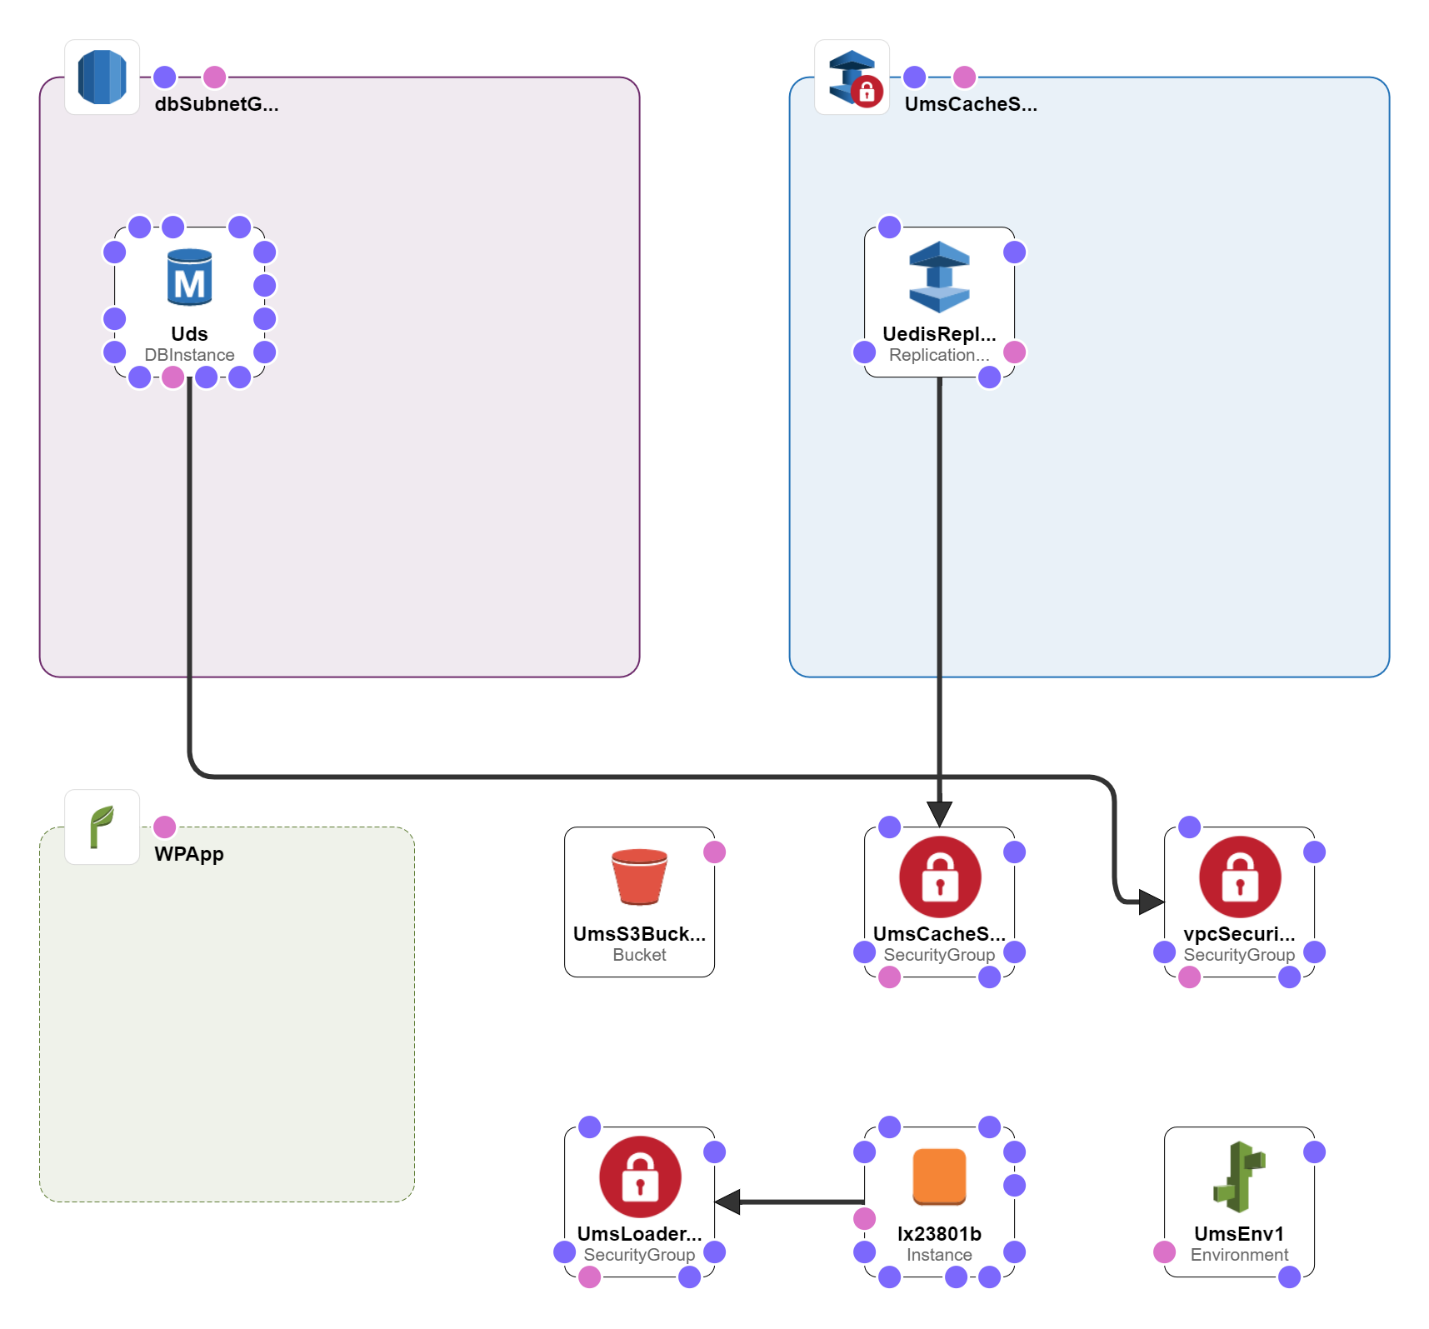 dbSubnetG...
UmsCacheS...
M
Uds
DBInstance
UedisRepl...
Replication...
WPApp
UmsS3Buck...
Bucket
UmsCacheS...
SecurityGroup
vpcSecuri...
SecurityGroup
UmsLoader...
SecurityGroup
lx23801b
Instance
UmsEnv1
Environment